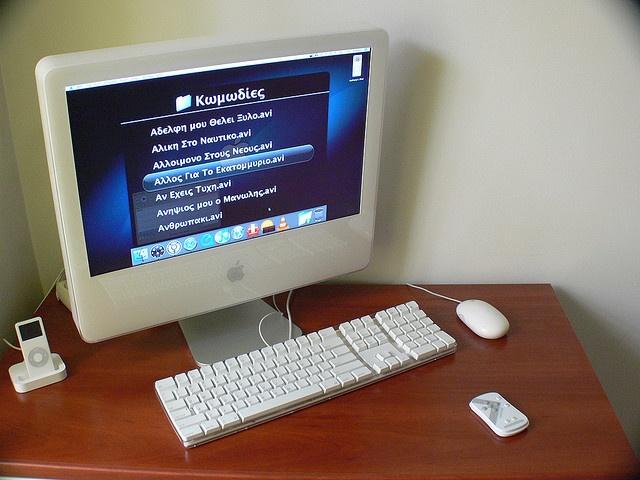 Κωμωδίες
Αδελφη μου Θελει Ξυλο.avi
Αλικη Στο Ναυτικο.avi
Αλλοιμονο Στους Νεους.avi
Αλλος Για Το Εκατομμυριο.avi
Αν Εχεις Τυχη.avi
Ανηψιος μου ο Μανωλης.avi
Ανθρωπακι.avi